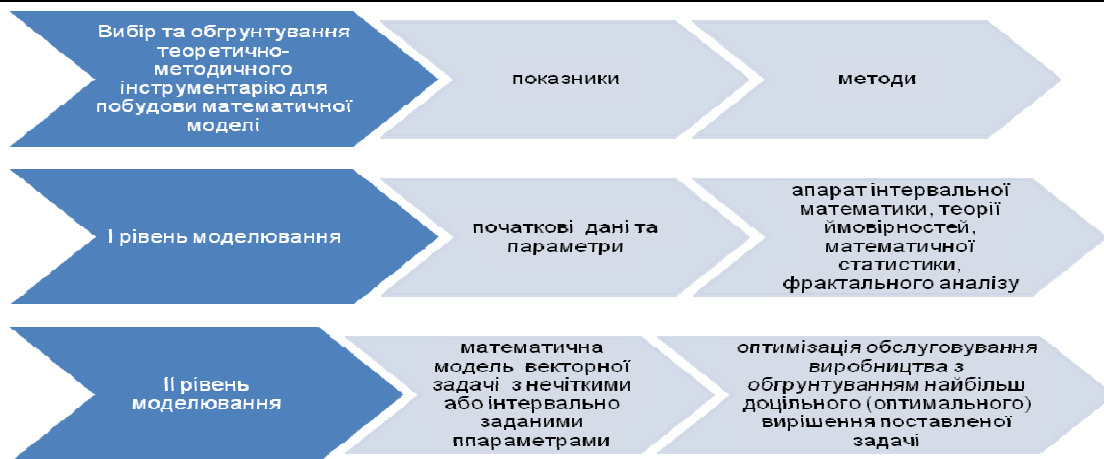 Вибір та обгрунтування
теоретично-
методичного
інструментарію для
побудови математичної
моделі
показники
методи
І рівень моделювання
початкові дані та
параметри
апарат інтервальної
математики, теорії
ймовірностей,
математичної
статистики,
фрактального аналізу
ІІ рівень
моделювання
математична
модель векторної
задачі з нечіткими
або інтервально
заданими
ппараметрами
оптимізація обслуговування
виробництва з
обгрунтуванням найбільш
доцільного (оптимального)
вирішення поставленої
задачі